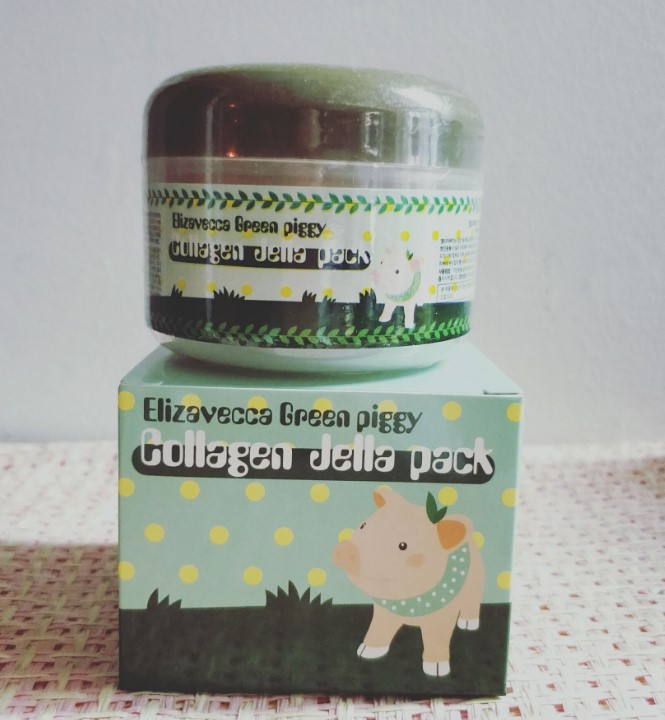 Elizavecca Green piggy
Collagen Jella pack
Elizavecca Green piggy
Collagen Jella pack